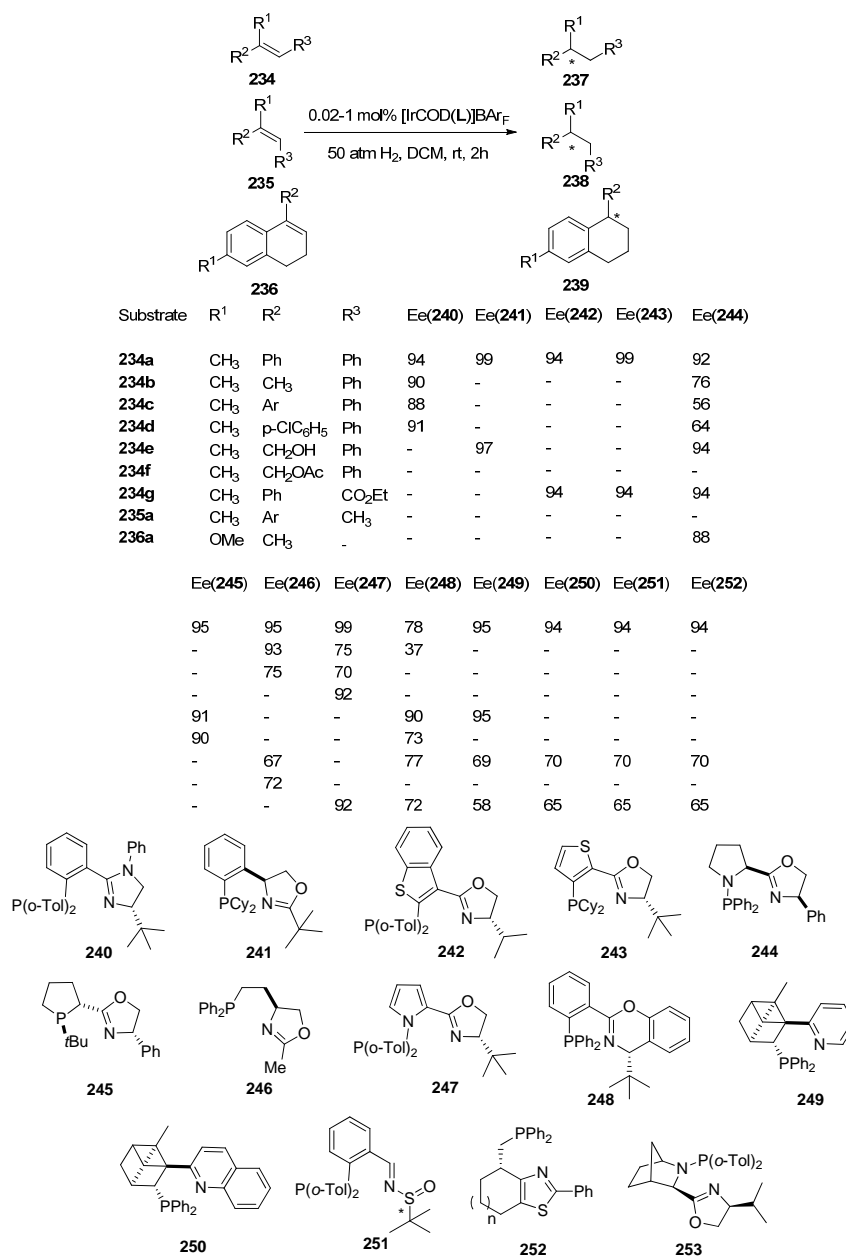 R1
R2 R3
234
R1
R2 R3
* 
237
R1
R2
R3
235
0.02-1 mol% [IrCOD(L)]BArF
50 atm H2, DCM, rt, 2h
R1
R2
* R3
238
R2
R1
236
R2
*
R1
239
Substrate R1 R2 R3 Ee(240) Ee(241) Ee(242) Ee(243) Ee(244)
234a CH3 Ph Ph 94 99 94 99 92
234b CH3 CH3 Ph 90 - - - 76
234c CH3 Ar Ph 88 - - - 56
234d CH3 p-ClC6H5 Ph 91 - - - 64
234e CH3 CH2OH Ph - 97 - - 94
234f CH3 CH2OAc Ph - - - - -
234g CH3 Ph CO2Et - - 94 94 94
235a CH3 Ar CH3 - - - - -
236a OMe CH3 - - - - - 88
Ee(245) Ee(246) Ee(247) Ee(248) Ee(249) Ee(250) Ee(251) Ee(252)
95 95 99 78 95 94 94 94
- 93 75 37 - - - -
- 75 70 - - - - -
- - 92 - - - - -
91 - - 90 95 - - -
90 - - 73 - - - -
- 67 - 77 69 70 70 70
- 72 - - - - - -
- - 92 72 58 65 65 65
Ph
N
N
P(o-Tol)2
240
O
N
PCy2
241
S
O
N
P(o-Tol)2
242
S
O
N
PCy2
243
N
O
N
PPh2
Ph
244
P
O
N
tBu
Ph
245
Ph2P
N
O
Me
246
N
O
N
P(o-Tol)2
247
O
N
PPh2
248
N
PPh2
249
N
PPh2
250
P(o-Tol)2
N
S O
*
251
PPh2
N
Ph
S
( )n
252
N P(o-Tol)2
N
O
253